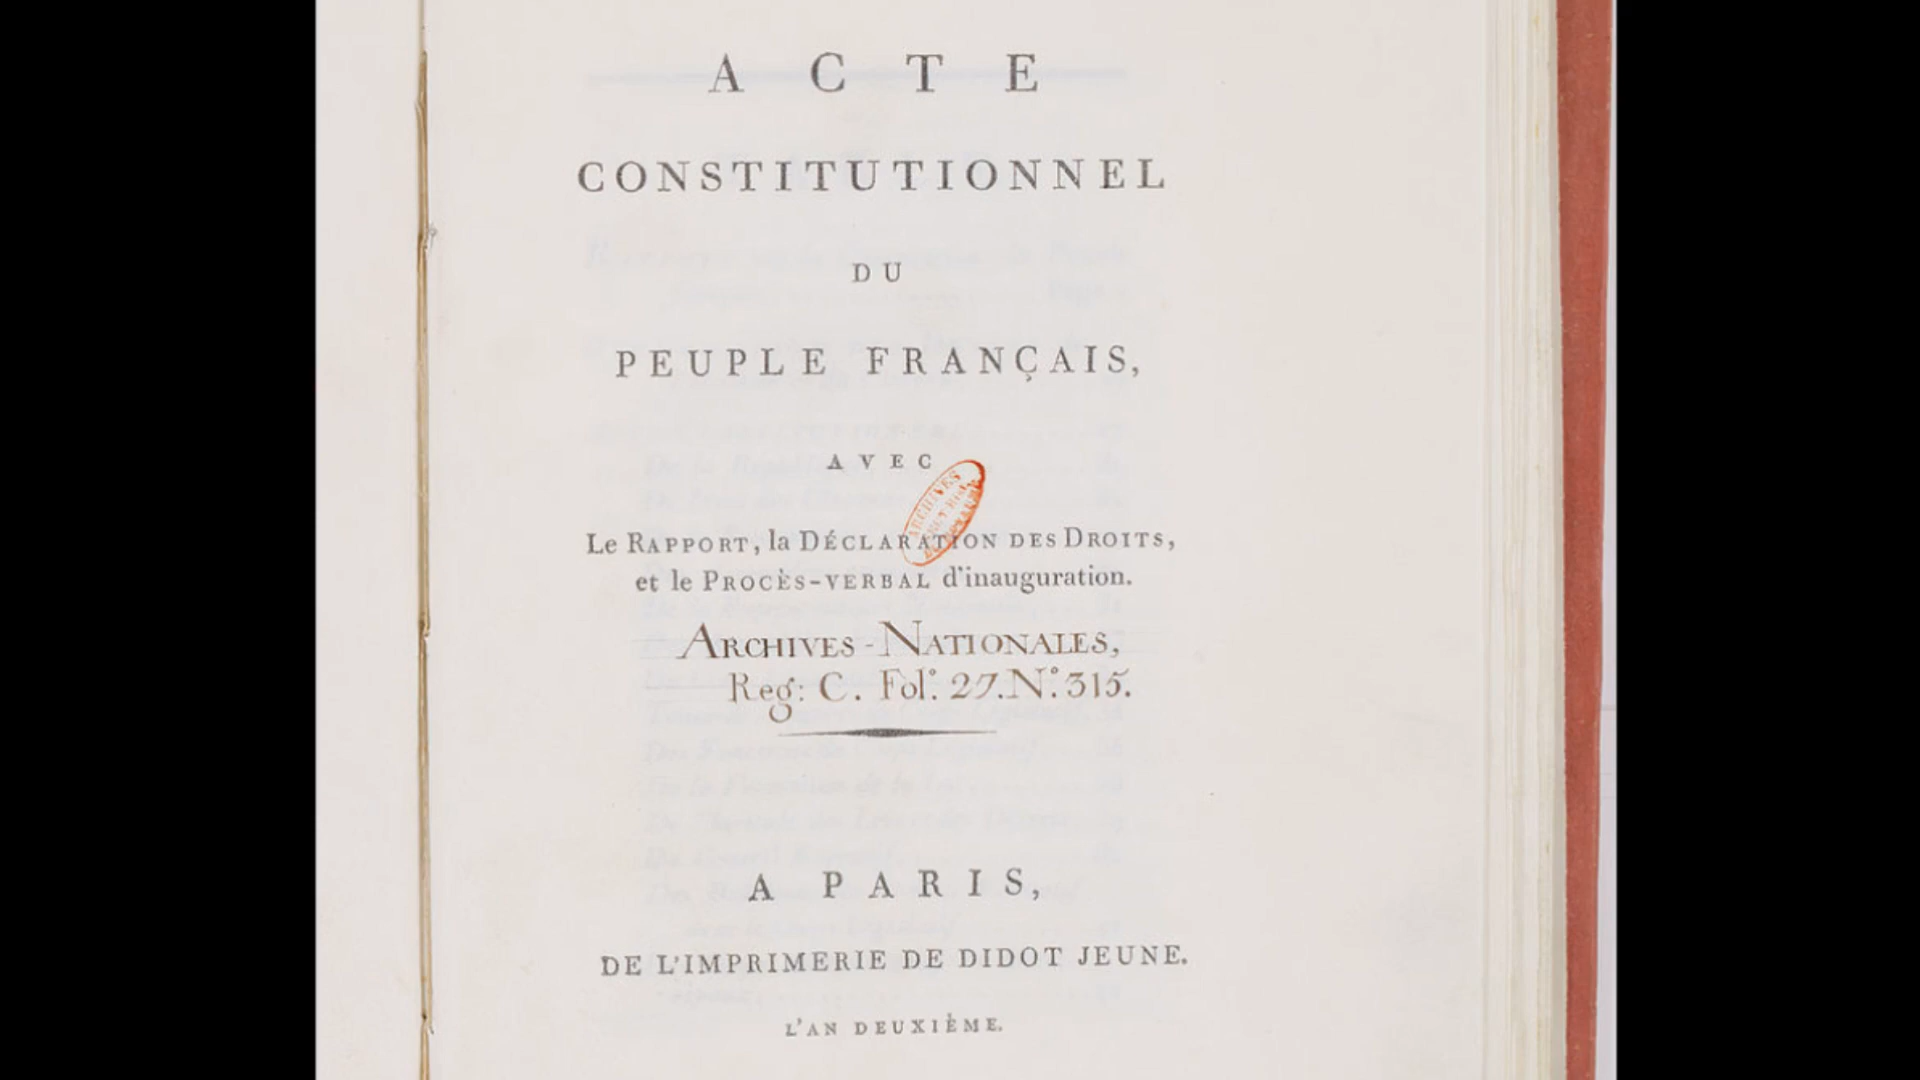 ACTE
CONSTITUTIONNEL
DU
PEUPLE FRANÇAIS,
AVEC
Le RAPPORT, la DÉCLARATION DES DROITS,
et le PROCÈS-VERBAL d'inauguration.
ARCHIVES-NATIONALES,
Reg: C. Fol°. 27. N°. 315.
A PARIS,
DE L'IMPRIMERIE DE DIDOT JEUNE.
L'AN DEUXIÈME.
ARCHIVES